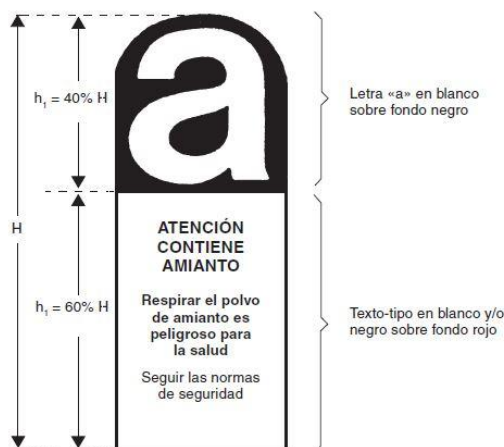 h₁ = 40% H
H
h₁ = 60% H
a
ATENCIÓN
CONTIENE
AMIANTO
Respirar el polvo
de amianto es
peligroso para
la salud
Seguir las normas
de seguridad
Letra «a» en blanco
sobre fondo negro
Texto-tipo en blanco y/o
negro sobre fondo rojo